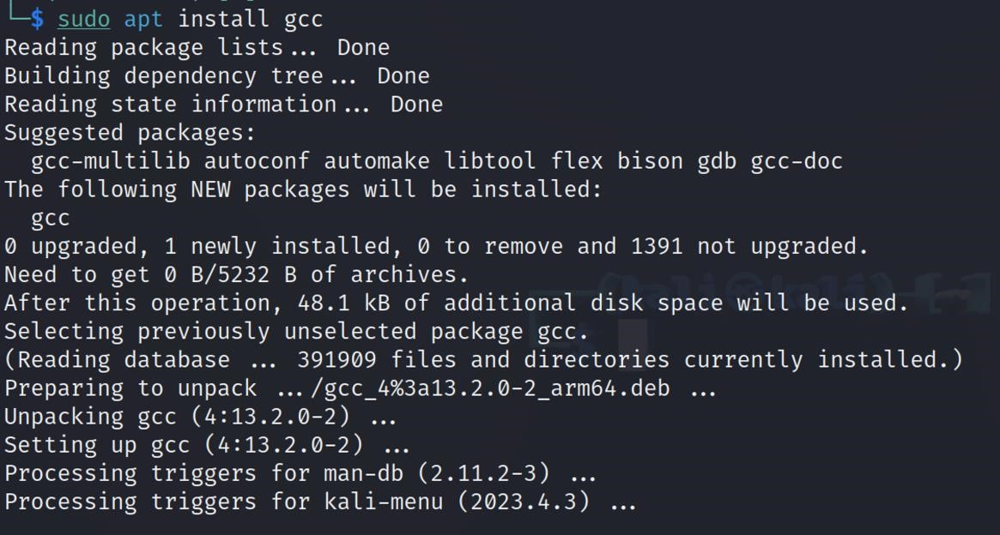 └─$ sudo apt install gcc
Reading package lists... Done
Building dependency tree... Done
Reading state information... Done
Suggested packages:
  gcc-multilib autoconf automake libtool flex bison gdb gcc-doc
The following NEW packages will be installed:
  gcc
0 upgraded, 1 newly installed, 0 to remove and 1391 not upgraded.
Need to get 0 B/5232 B of archives.
After this operation, 48.1 kB of additional disk space will be used.
Selecting previously unselected package gcc.
(Reading database ... 391909 files and directories currently installed.)
Preparing to unpack .../gcc_4%3a13.2.0-2_arm64.deb ...
Unpacking gcc (4:13.2.0-2) ...
Setting up gcc (4:13.2.0-2) ...
Processing triggers for man-db (2.11.2-3) ...
Processing triggers for kali-menu (2023.4.3) ...